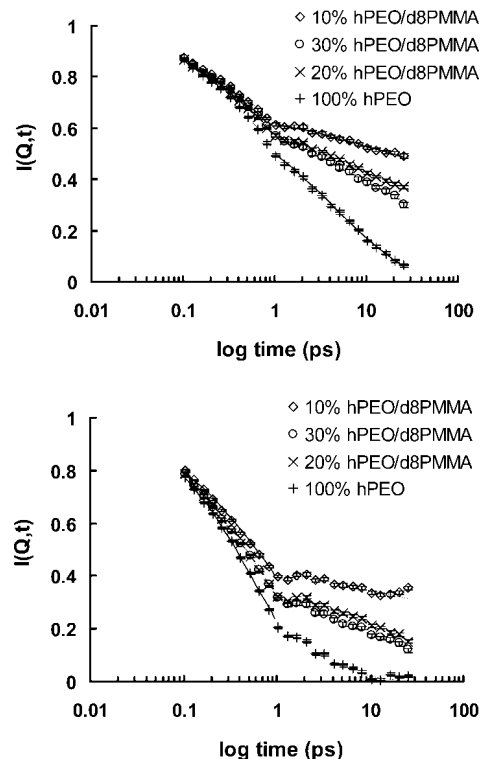 ◇ 10% hPEO/d8PMMA
○ 30% hPEO/d8PMMA
× 20% hPEO/d8PMMA
+ 100% hPEO
I(Q,t)
1
0.8
0.6
0.4
0.2
0
0.01 0.1 1 10 100
log time (ps)
◇ 10% hPEO/d8PMMA
○ 30% hPEO/d8PMMA
× 20% hPEO/d8PMMA
+ 100% hPEO
I(Q,t)
1
0.8
0.6
0.4
0.2
0
0.01 0.1 1 10 100
log time (ps)